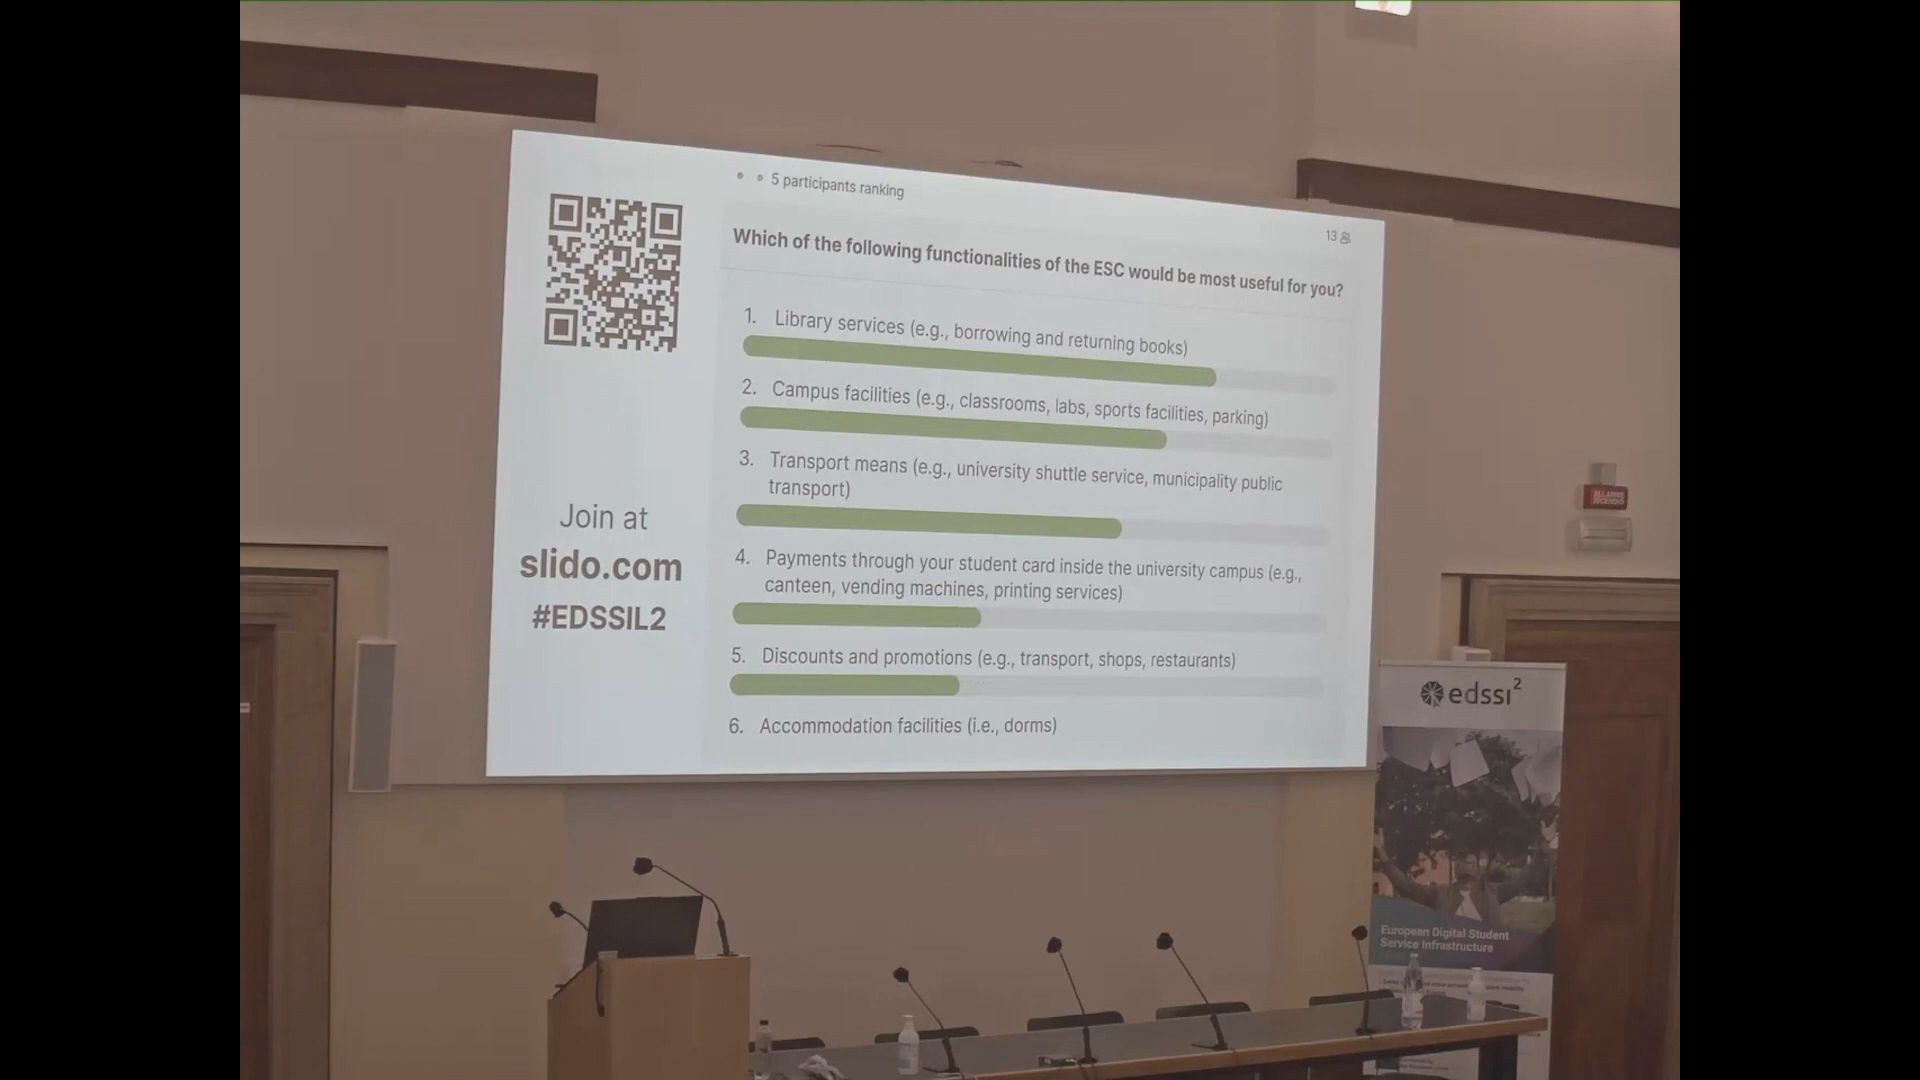 5 participants ranking
13
Which of the following functionalities of the ESC would be most useful for you?
1. Library services (e.g., borrowing and returning books)
2. Campus facilities (e.g., classrooms, labs, sports facilities, parking)
3. Transport means (e.g., university shuttle service, municipality public
transport)
4. Payments through your student card inside the university campus (e.g.,
canteen, vending machines, printing services)
5. Discounts and promotions (e.g., transport, shops, restaurants)
6. Accommodation facilities (i.e., dorms)
Join at
slido.com
#EDSSIL2
edssi²
European Digital Student
Service Infrastructure